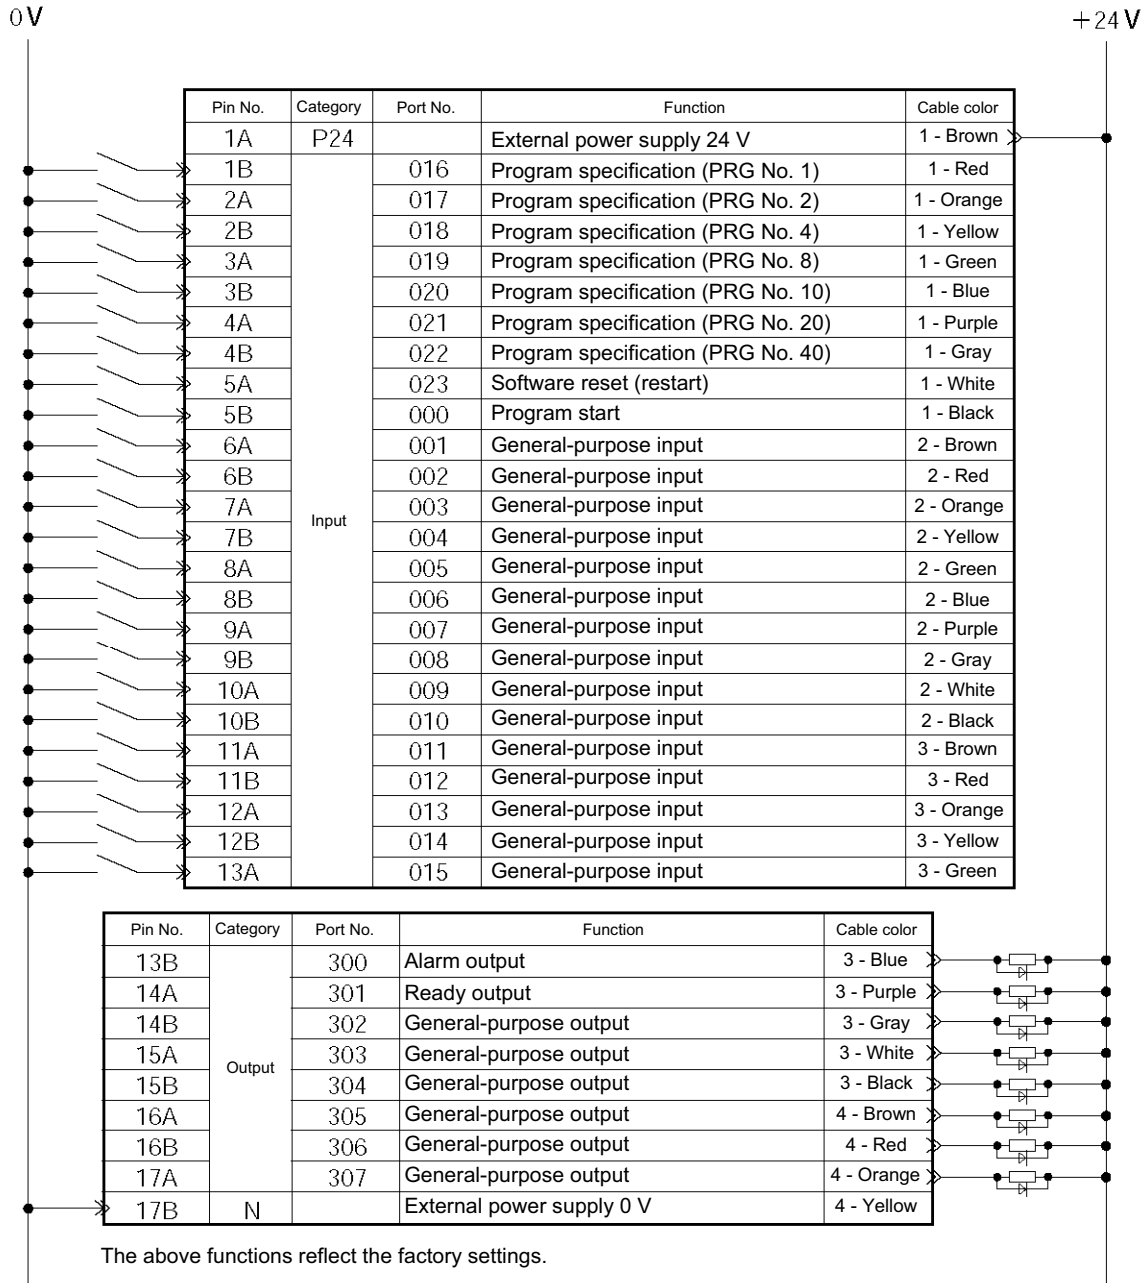 0V +24V
Pin No. Category Port No. Function Cable color
1A P24 External power supply 24 V 1 - Brown
1B 016 Program specification (PRG No. 1) 1 - Red
2A 017 Program specification (PRG No. 2) 1 - Orange
2B 018 Program specification (PRG No. 4) 1 - Yellow
3A 019 Program specification (PRG No. 8) 1 - Green
3B 020 Program specification (PRG No. 10) 1 - Blue
4A 021 Program specification (PRG No. 20) 1 - Purple
4B 022 Program specification (PRG No. 40) 1 - Gray
5A 023 Software reset (restart) 1 - White
5B 000 Program start 1 - Black
6A 001 General-purpose input 2 - Brown
6B 002 General-purpose input 2 - Red
7A 003 General-purpose input 2 - Orange
Input
7B 004 General-purpose input 2 - Yellow
8A 005 General-purpose input 2 - Green
8B 006 General-purpose input 2 - Blue
9A 007 General-purpose input 2 - Purple
9B 008 General-purpose input 2 - Gray
10A 009 General-purpose input 2 - White
10B 010 General-purpose input 2 - Black
11A 011 General-purpose input 3 - Brown
11B 012 General-purpose input 3 - Red
12A 013 General-purpose input 3 - Orange
12B 014 General-purpose input 3 - Yellow
13A 015 General-purpose input 3 - Green
Pin No. Category Port No. Function Cable color
13B 300 Alarm output 3 - Blue
14A 301 Ready output 3 - Purple
14B 302 General-purpose output 3 - Gray
15A 303 General-purpose output 3 - White
Output
15B 304 General-purpose output 3 - Black
16A 305 General-purpose output 4 - Brown
16B 306 General-purpose output 4 - Red
17A 307 General-purpose output 4 - Orange
17B N External power supply 0 V 4 - Yellow
The above functions reflect the factory settings.